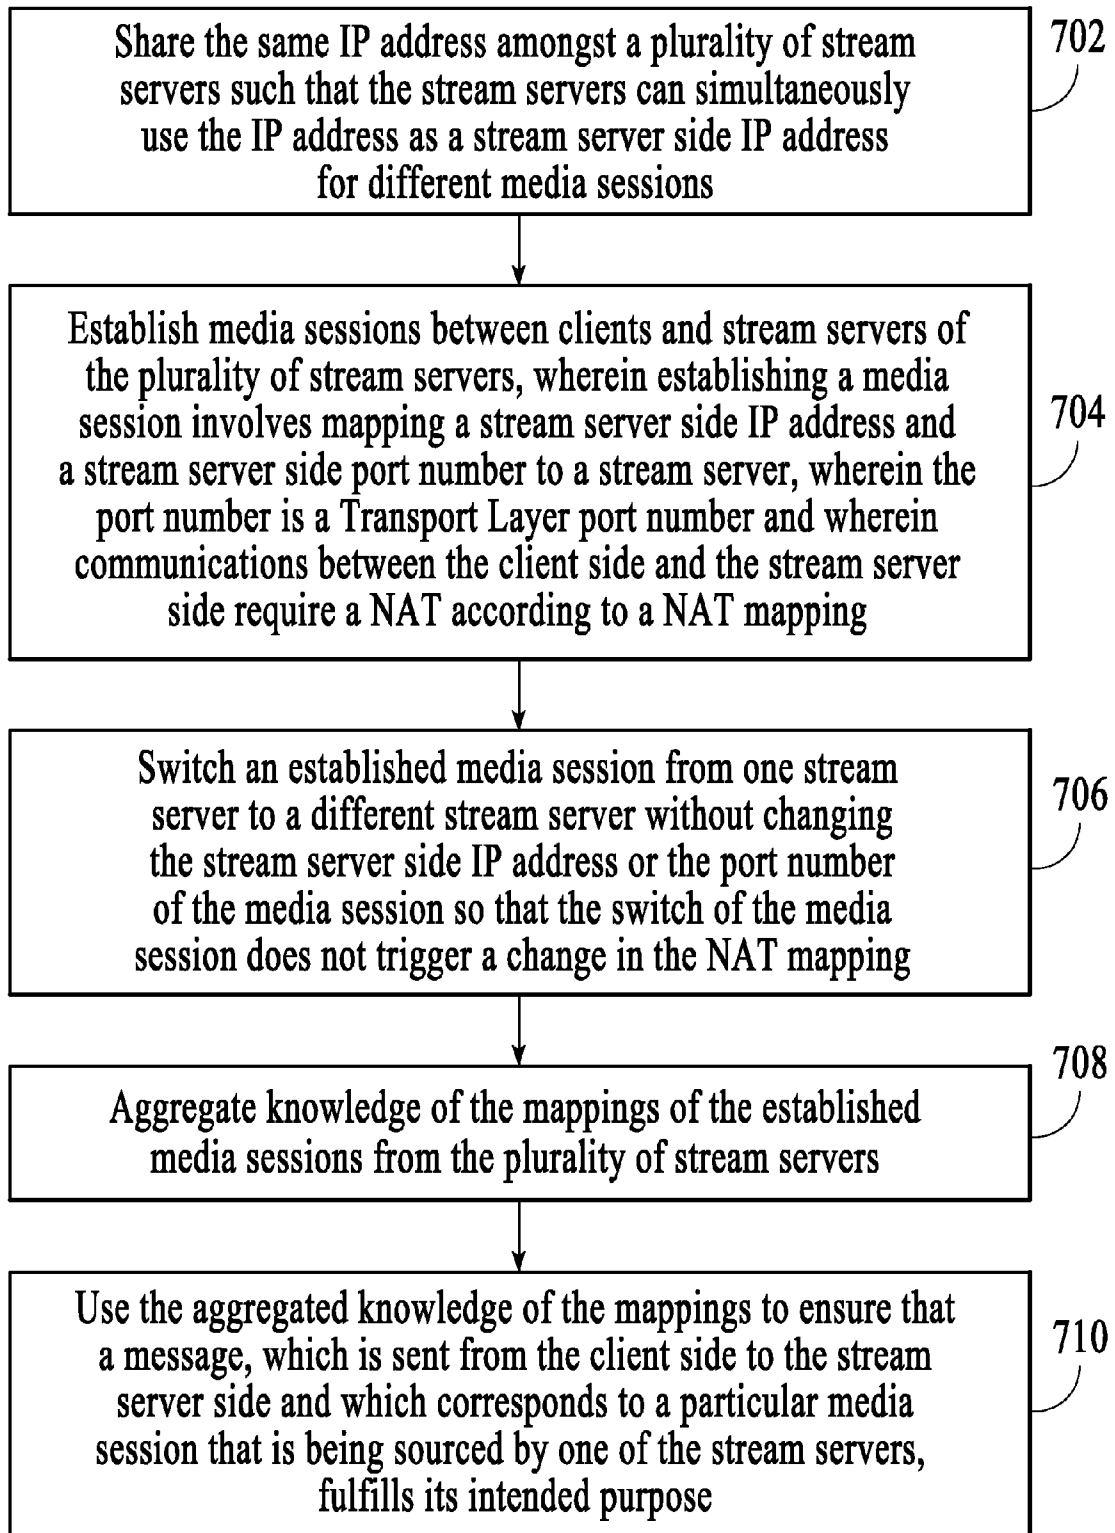 Share the same IP address amongst a plurality of stream
servers such that the stream servers can simultaneously
use the IP address as a stream server side IP address
for different media sessions
702
Establish media sessions between clients and stream servers of
the plurality of stream servers, wherein establishing a media
session involves mapping a stream server side IP address and
a stream server side port number to a stream server, wherein the
port number is a Transport Layer port number and wherein
communications between the client side and the stream server
side require a NAT according to a NAT mapping
704
Switch an established media session from one stream
server to a different stream server without changing
the stream server side IP address or the port number
of the media session so that the switch of the media
session does not trigger a change in the NAT mapping
706
Aggregate knowledge of the mappings of the established
media sessions from the plurality of stream servers
708
Use the aggregated knowledge of the mappings to ensure that
a message, which is sent from the client side to the stream
server side and which corresponds to a particular media
session that is being sourced by one of the stream servers,
fulfills its intended purpose
710